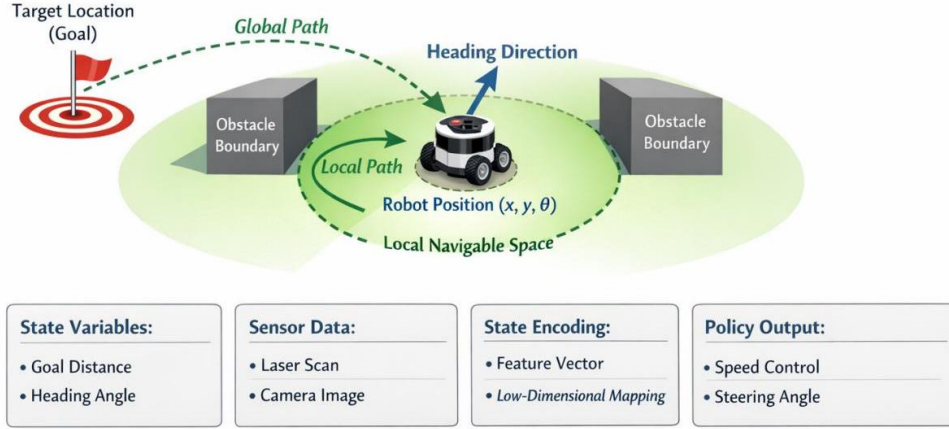 Target Location
(Goal)
Global Path
Heading Direction
Obstacle
Boundary
Obstacle
Boundary
Local Path
Robot Position (x, y, θ)
Local Navigable Space
State Variables:
• Goal Distance
• Heading Angle
Sensor Data:
• Laser Scan
• Camera Image
State Encoding:
• Feature Vector
• Low-Dimensional Mapping
Policy Output:
• Speed Control
• Steering Angle